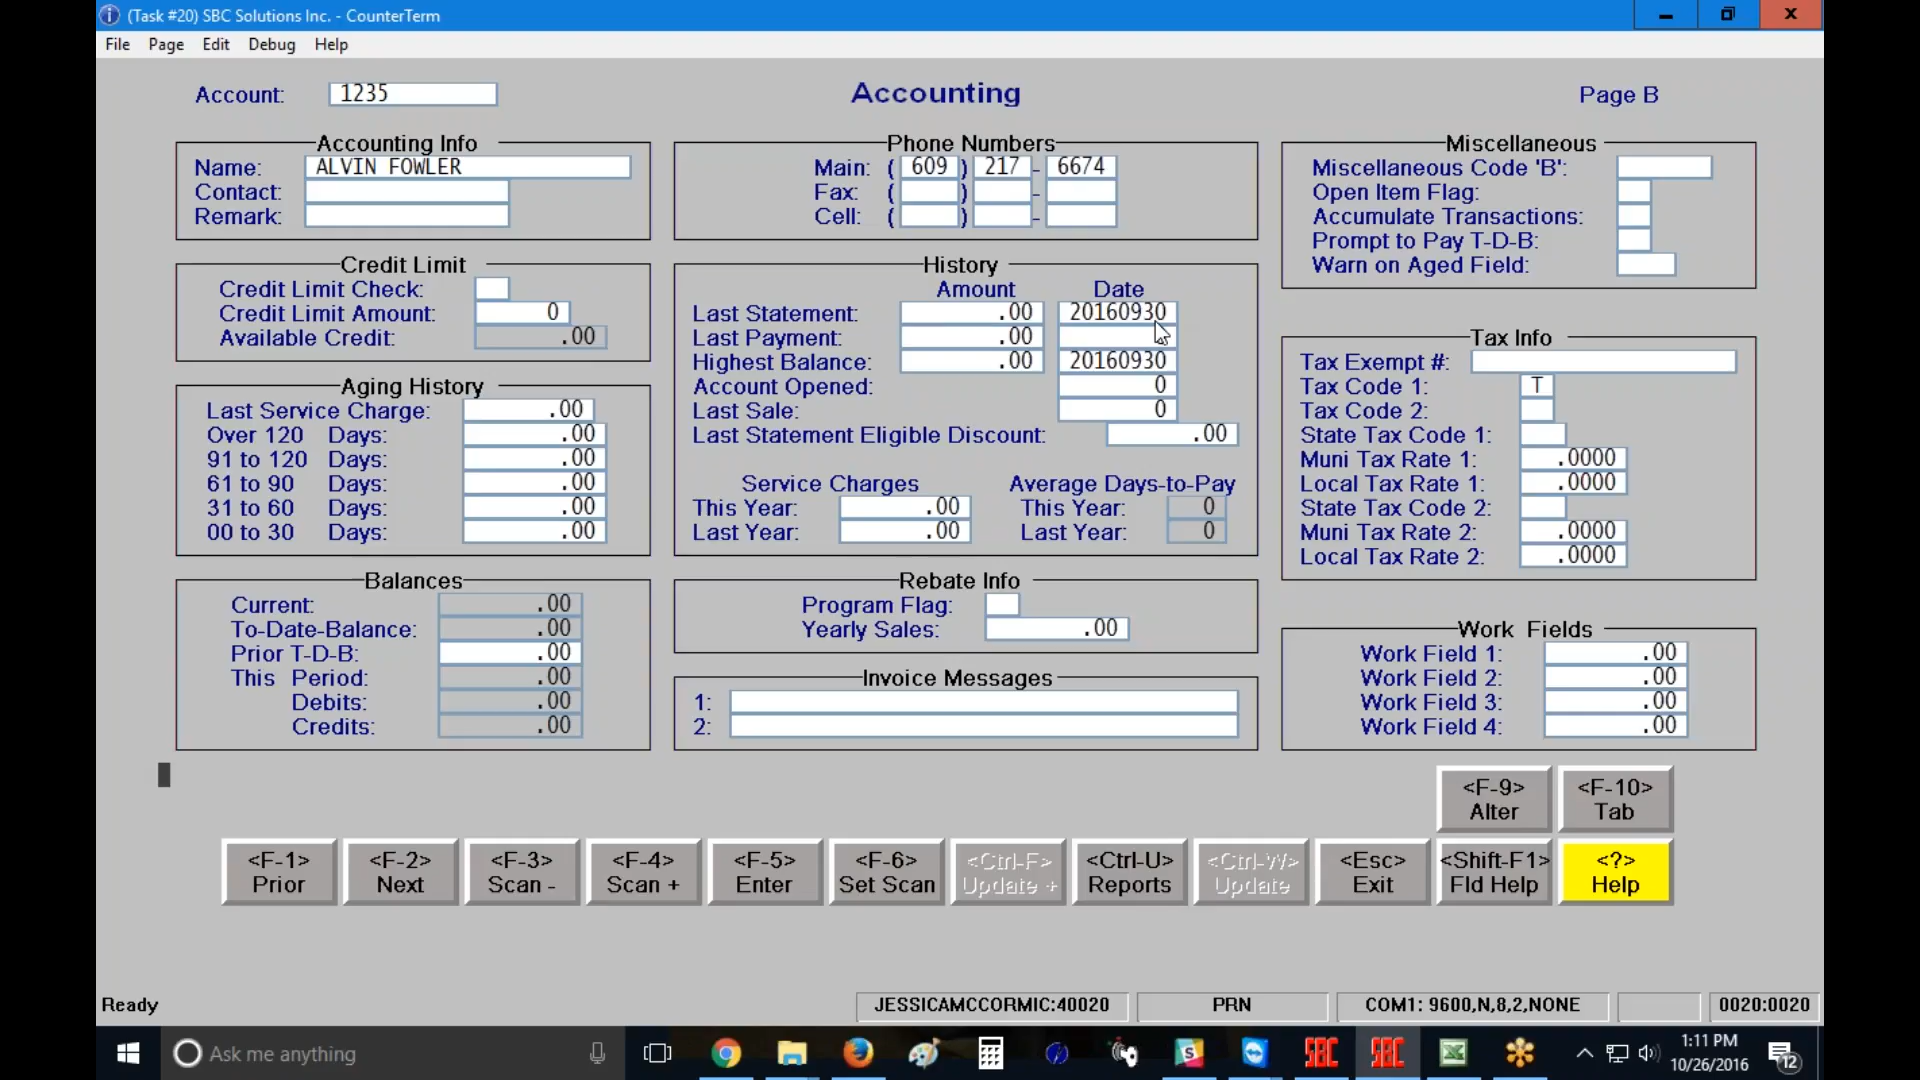 (Task #20) SBC Solutions Inc. - CounterTerm
File Page Edit Debug Help
Account: 1235
Accounting
Page B
Accounting Info
Name: ALVIN FOWLER
Contact:
Remark:
Phone Numbers
Main: ( 609 ) 217 - 6674
Fax: ( ) -
Cell: ( ) -
Miscellaneous
Miscellaneous Code 'B':
Open Item Flag:
Accumulate Transactions:
Prompt to Pay T-D-B:
Warn on Aged Field:
Credit Limit
Credit Limit Check:
Credit Limit Amount: 0
Available Credit: .00
History
Amount Date
Last Statement: .00 20160930
Last Payment: .00
Highest Balance: .00 20160930
Account Opened: 0
Last Sale: 0
Last Statement Eligible Discount: .00
Service Charges Average Days-to-Pay
This Year: .00 This Year: 0
Last Year: .00 Last Year: 0
Tax Info
Tax Exempt #:
Tax Code 1: T
Tax Code 2:
State Tax Code 1:
Muni Tax Rate 1: .0000
Local Tax Rate 1: .0000
State Tax Code 2:
Muni Tax Rate 2: .0000
Local Tax Rate 2: .0000
Aging History
Last Service Charge: .00
Over 120 Days: .00
91 to 120 Days: .00
61 to 90 Days: .00
31 to 60 Days: .00
00 to 30 Days: .00
Balances
Current: .00
To-Date-Balance: .00
Prior T-D-B: .00
This Period: .00
Debits: .00
Credits: .00
Rebate Info
Program Flag:
Yearly Sales: .00
Invoice Messages
1:
2:
Work Fields
Work Field 1: .00
Work Field 2: .00
Work Field 3: .00
Work Field 4: .00
<F-9> Alter
<F-10> Tab
<F-1> Prior
<F-2> Next
<F-3> Scan -
<F-4> Scan +
<F-5> Enter
<F-6> Set Scan
<Ctrl-F> Update +
<Ctrl-U> Reports
<Ctrl-W> Update
<Esc> Exit
<Shift-F1> Fld Help
<?> Help
Ready
JESSICAMCCORMIC:40020
PRN
COM1: 9600,N,8,2,NONE
0020:0020
Ask me anything
S
SBC
SBC
1:11 PM
10/26/2016
12